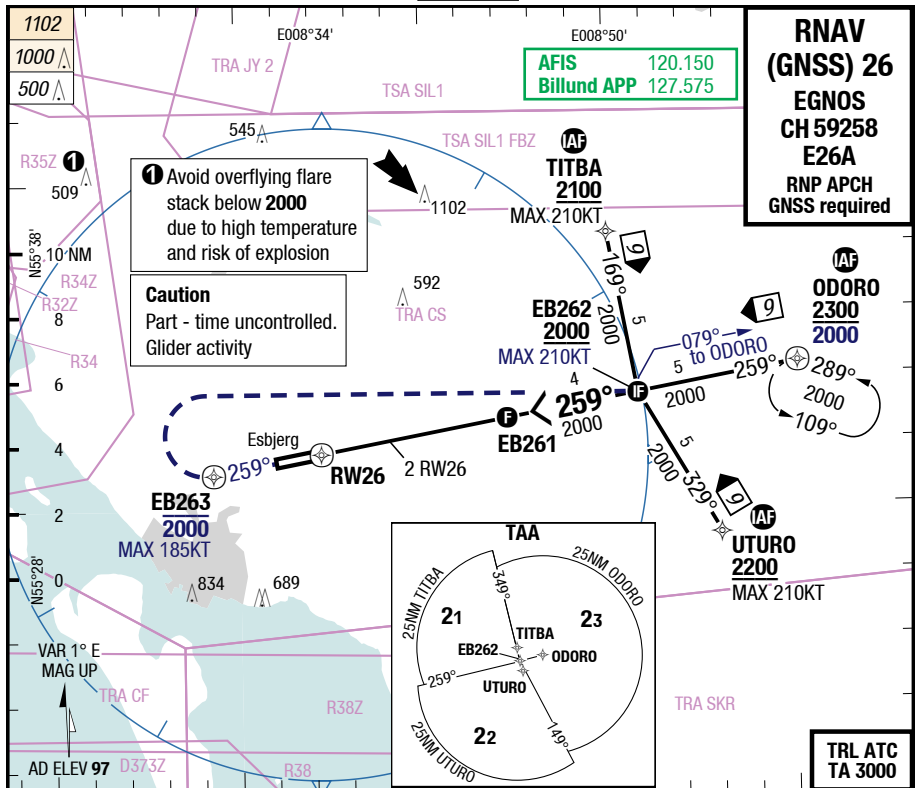 1102
1000
500
E008°34'
E008°50'
TRA JY 2
TSA SIL1
AFIS 120.150
Billund APP 127.575
RNAV
(GNSS) 26
EGNOS
CH 59258
E26A
RNP APCH
GNSS required
545
TSA SIL1 FBZ
R35Z
1
509
1 Avoid overflying flare
stack below 2000
due to high temperature
and risk of explosion
1102
IAF
TITBA
2100
MAX 210KT
N55°38'
10 NM
R34Z
R32Z
8
R34
6
4
2
0
Caution
Part - time uncontrolled.
Glider activity
592
TRA CS
169°
5
2000
6
EB262
2000
MAX 210KT
079°
to ODORO
6
IAF
ODORO
2300
2000
5
259°
2000
289°
2000
109°
IF
4
259°
2000
F
EB261
Esbjerg
259°
RW26
2 RW26
EB263
2000
MAX 185KT
5
2000
329°
6
IAF
UTURO
2200
MAX 210KT
N55°28'
834
689
TAA
25NM TITBA
25NM ODORO
25NM UTURO
349°
21
23
22
TITBA
EB262
ODORO
UTURO
259°
149°
VAR 1° E
MAG UP
TRA CF
R38Z
TRA SKR
AD ELEV 97
D373Z
R38
TRL ATC
TA 3000